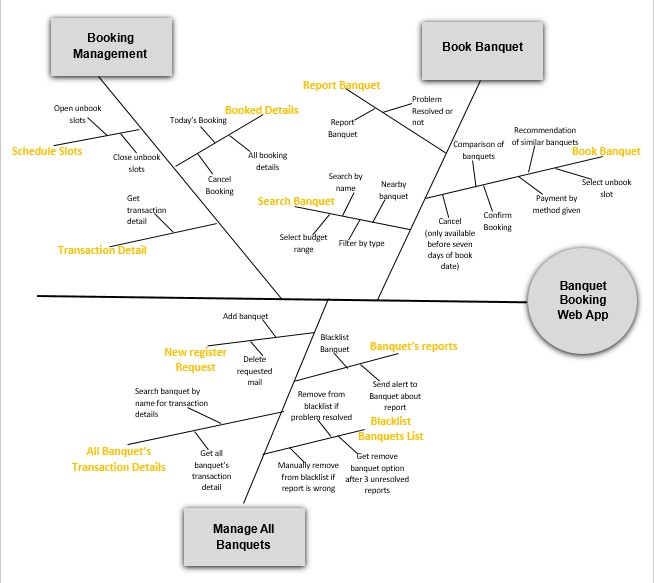 Booking
Management
Book Banquet
Report Banquet
Problem
Resolved or
not
Report
Banquet
Open unbook
slots
Schedule Slots
Close unbook
slots
Today's Booking
Booked Details
All booking
details
Cancel
Booking
Comparison of
banquets
Recommendation
of similar banquets
Book Banquet
Select unbook
slot
Payment by
method given
Confirm
Booking
Cancel
(only available
before seven
days of book
date)
Search by
name
Nearby
banquet
Search Banquet
Select budget
range
Filter by type
Get
transaction
detail
Transaction Detail
Banquet
Booking
Web App
Add banquet
New register
Request
Delete
requested
mail
Blacklist
Banquet
Banquet's reports
Send alert to
Banquet about
report
Search banquet by
name for transaction
details
All Banquet's
Transaction Details
Get all
banquet's
transaction
detail
Remove from
blacklist if
problem resolved
Blacklist
Banquets List
Manually remove
from blacklist if
report is wrong
Get remove
banquet option
after 3 unresolved
reports
Manage All
Banquets